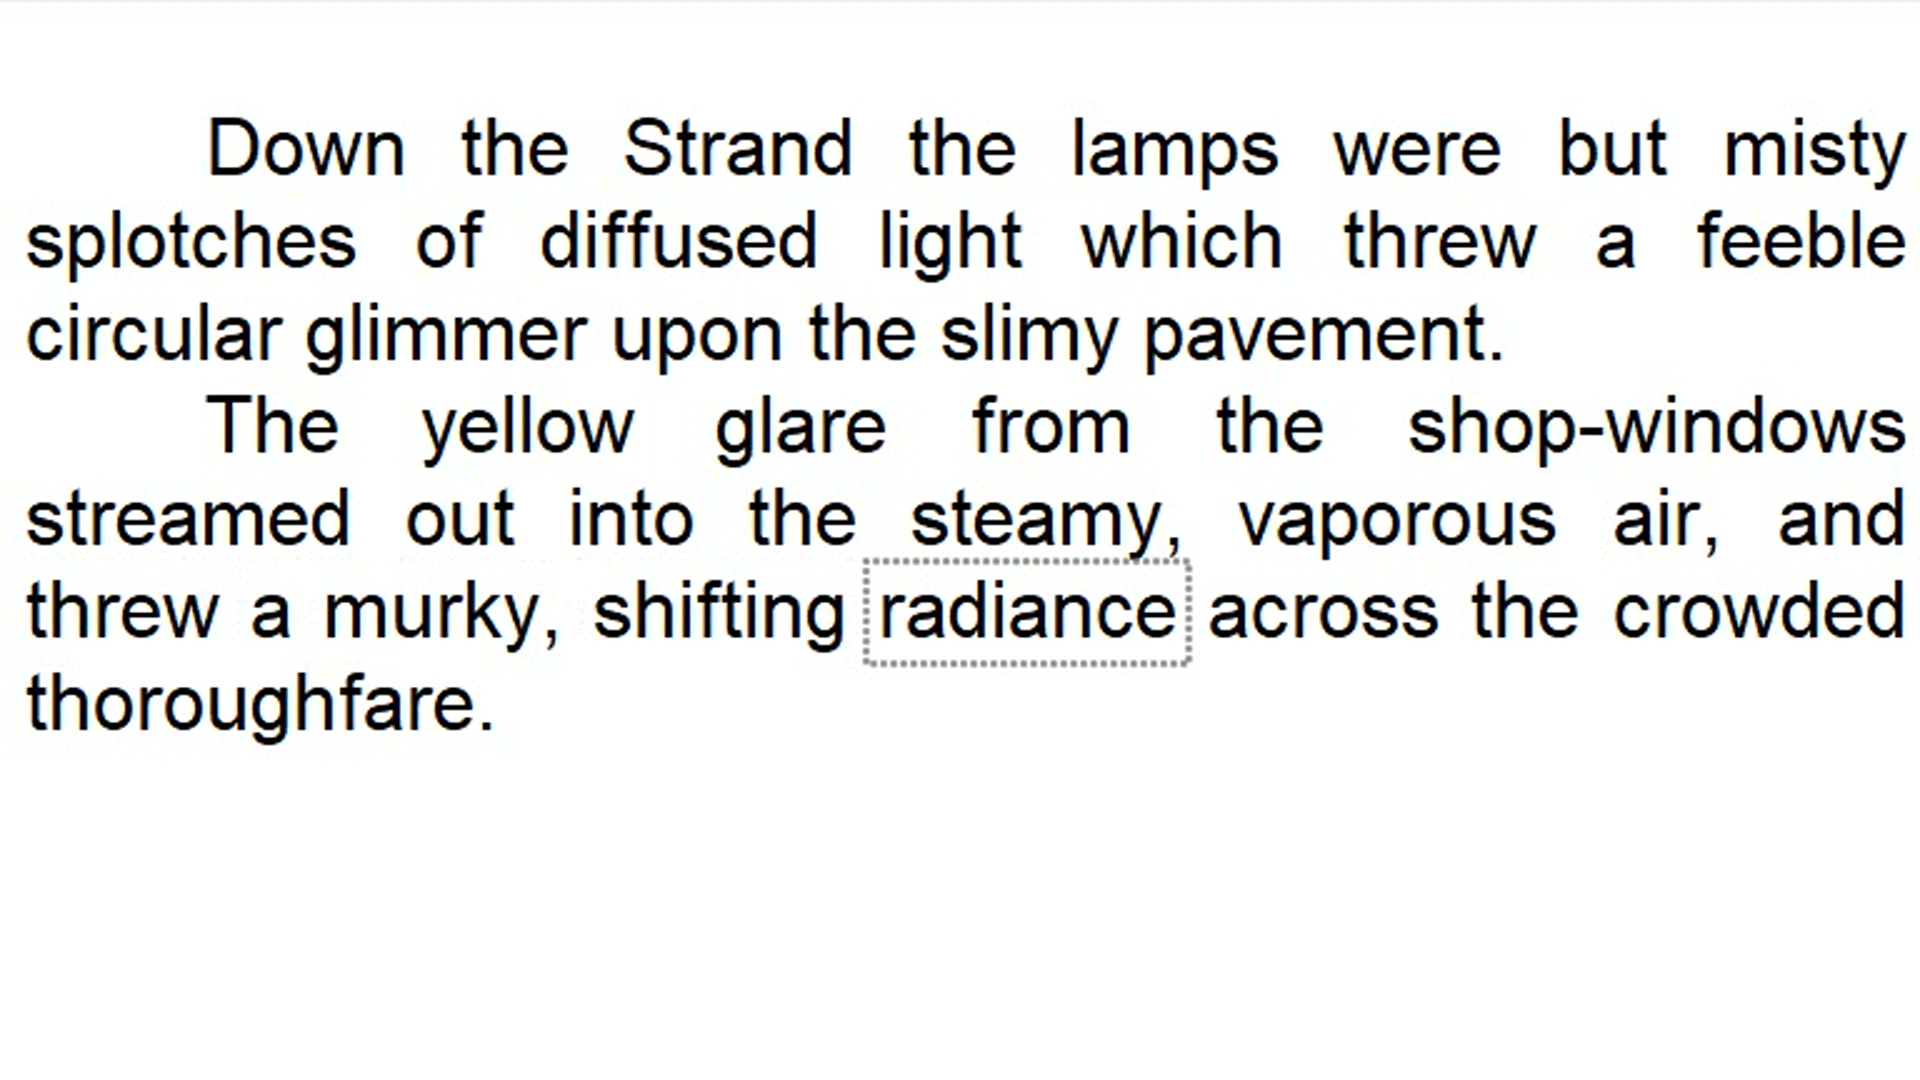 Down the Strand the lamps were but misty
splotches of diffused light which threw a feeble
circular glimmer upon the slimy pavement.
The yellow glare from the shop-windows
streamed out into the steamy, vaporous air, and
threw a murky, shifting radiance across the crowded
thoroughfare.